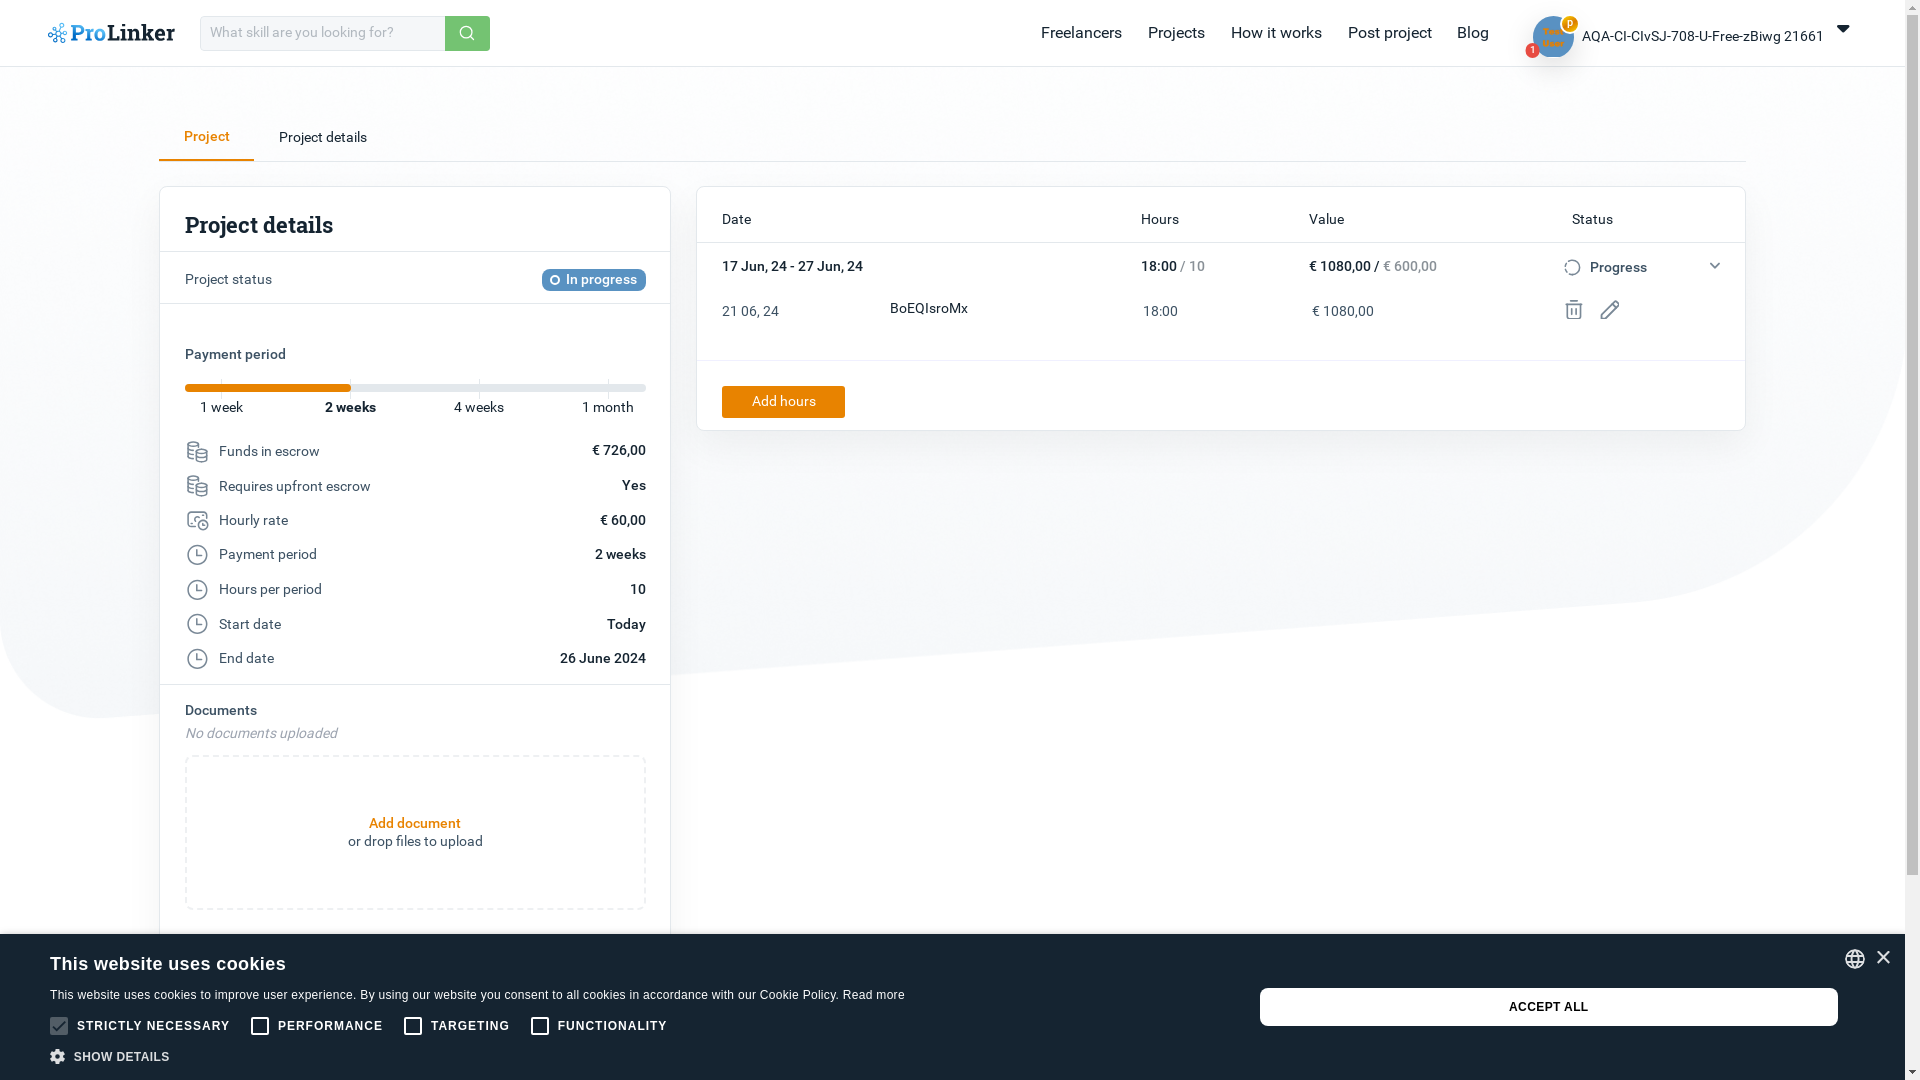 ProLinker
What skill are you looking for?
Freelancers
Projects
How it works
Post project
Blog
p
1
AQA-CI-CIvSJ-708-U-Free-zBiwg 21661
Project
Project details
Project details
Project status
In progress
Payment period
1 week
2 weeks
4 weeks
1 month
Funds in escrow
€ 726,00
Requires upfront escrow
Yes
Hourly rate
€ 60,00
Payment period
2 weeks
Hours per period
10
Start date
Today
End date
26 June 2024
Documents
No documents uploaded
Add document
or drop files to upload
Date
Hours
Value
Status
17 Jun, 24 - 27 Jun, 24
18:00 / 10
€ 1080,00 / € 600,00
Progress
21 06, 24
BoEQIsroMx
18:00
€ 1080,00
Add hours
This website uses cookies
This website uses cookies to improve user experience. By using our website you consent to all cookies in accordance with our Cookie Policy. Read more
STRICTLY NECESSARY
PERFORMANCE
TARGETING
FUNCTIONALITY
SHOW DETAILS
ACCEPT ALL